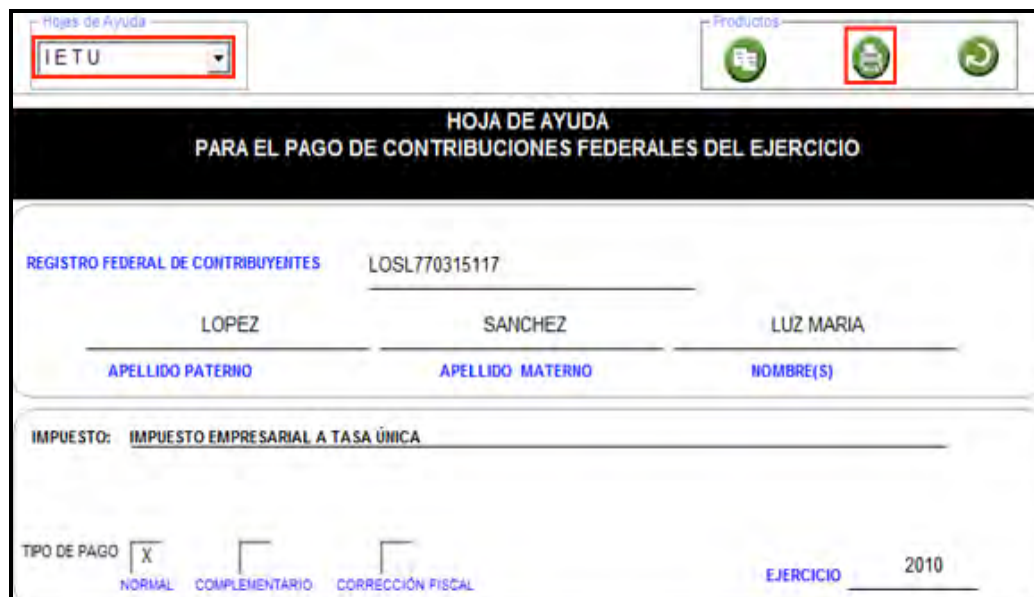 Hojas de Ayuda
Productos
IETU
HOJA DE AYUDA
PARA EL PAGO DE CONTRIBUCIONES FEDERALES DEL EJERCICIO
REGISTRO FEDERAL DE CONTRIBUYENTES LOSL770315117
LOPEZ SANCHEZ LUZ MARIA
APELLIDO PATERNO APELLIDO MATERNO NOMBRE(S)
IMPUESTO: IMPUESTO EMPRESARIAL A TASA ÚNICA
TIPO DE PAGO X
NORMAL COMPLEMENTARIO CORRECCIÓN FISCAL
EJERCICIO 2010